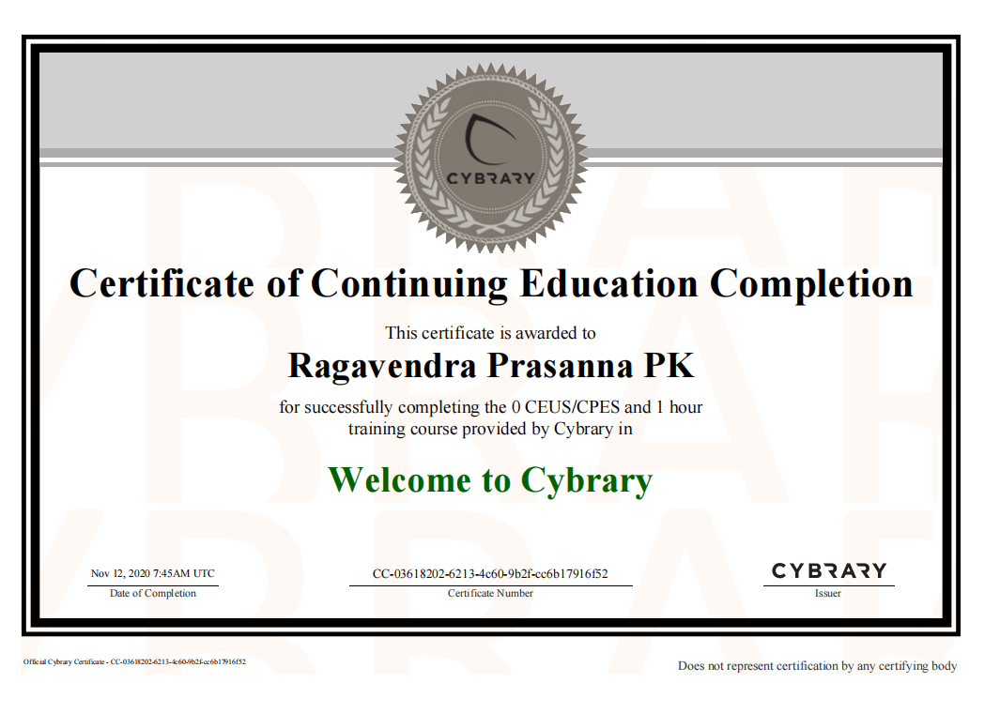 CYBRARY
Certificate of Continuing Education Completion
This certificate is awarded to
Ragavendra Prasanna PK
for successfully completing the 0 CEUS/CPES and 1 hour
training course provided by Cybrary in
Welcome to Cybrary
Nov 12, 2020 7:45AM UTC
Date of Completion
CC-03618202-6213-4c60-9b2f-cc6b17916f52
Certificate Number
CYBRARY
Issuer
Official Cybrary Certificate - CC-03618202-6213-4c60-9b2f-cc6b17916f52
Does not represent certification by any certifying body